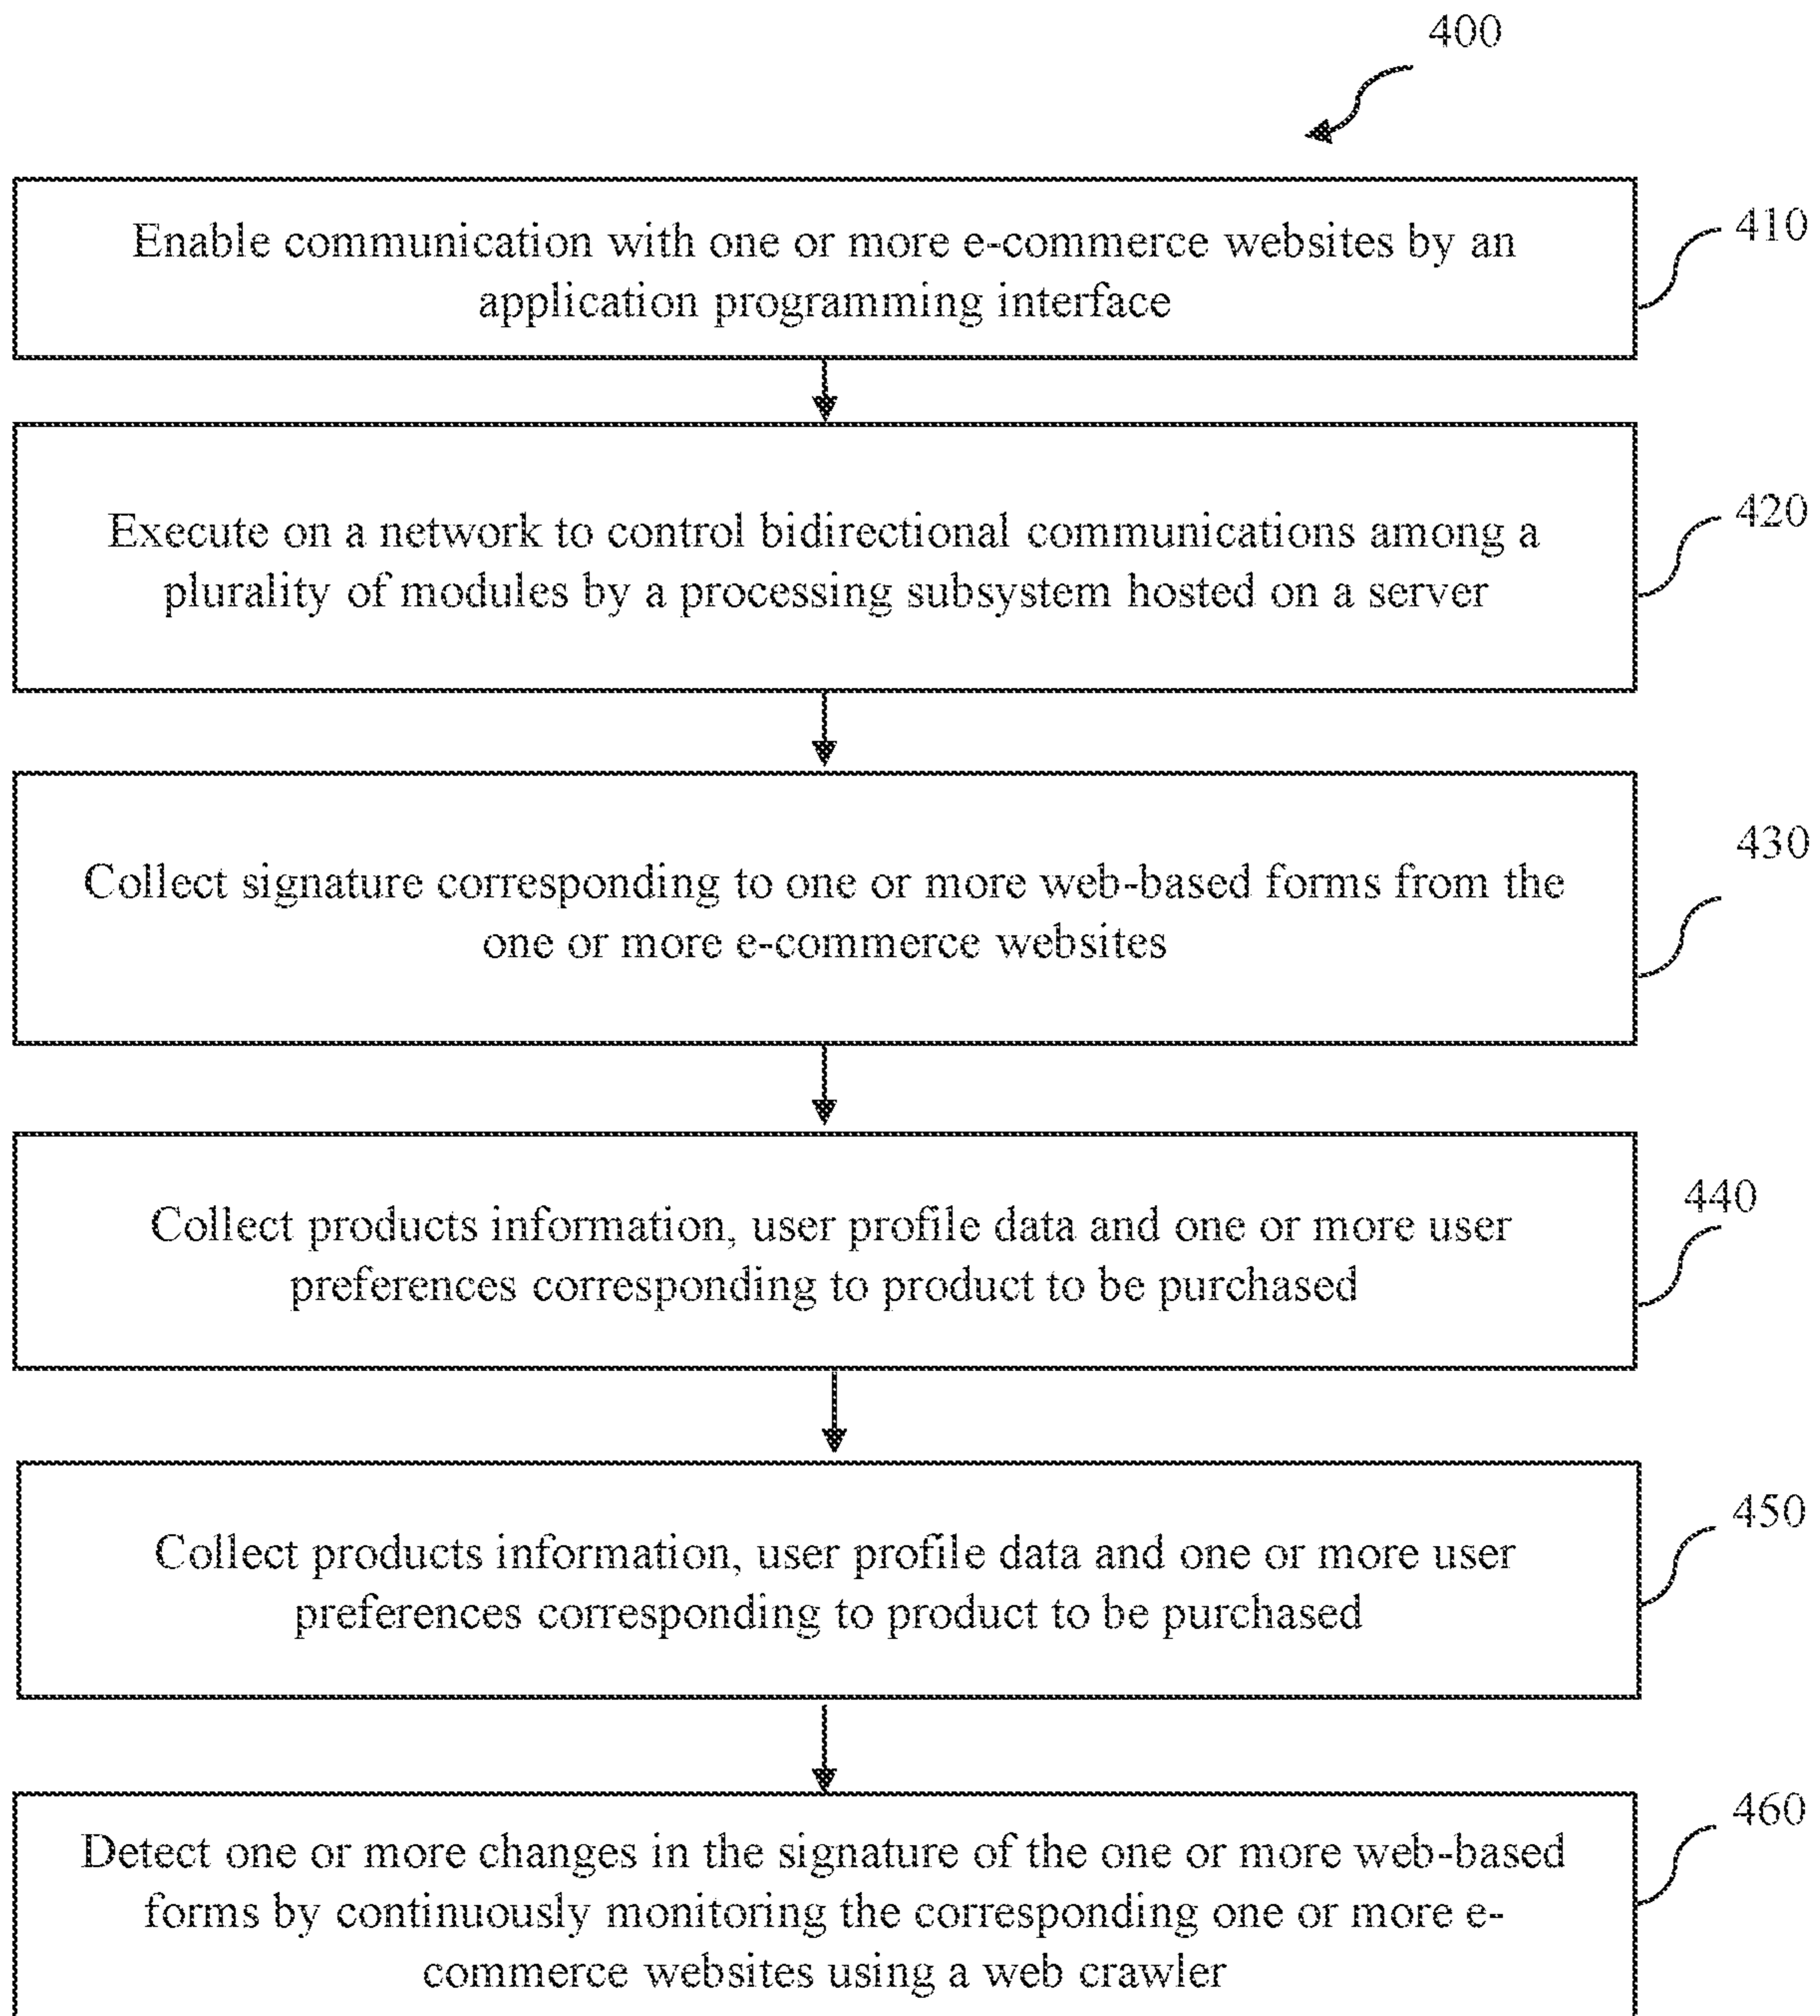 400
Enable communication with one or more e-commerce websites by an
application programming interface
410
Execute on a network to control bidirectional communications among a
plurality of modules by a processing subsystem hosted on a server
420
Collect signature corresponding to one or more web-based forms from the
one or more e-commerce websites
430
Collect products information, user profile data and one or more user
preferences corresponding to product to be purchased
440
Collect products information, user profile data and one or more user
preferences corresponding to product to be purchased
450
Detect one or more changes in the signature of the one or more web-based
forms by continuously monitoring the corresponding one or more e-
commerce websites using a web crawler
460